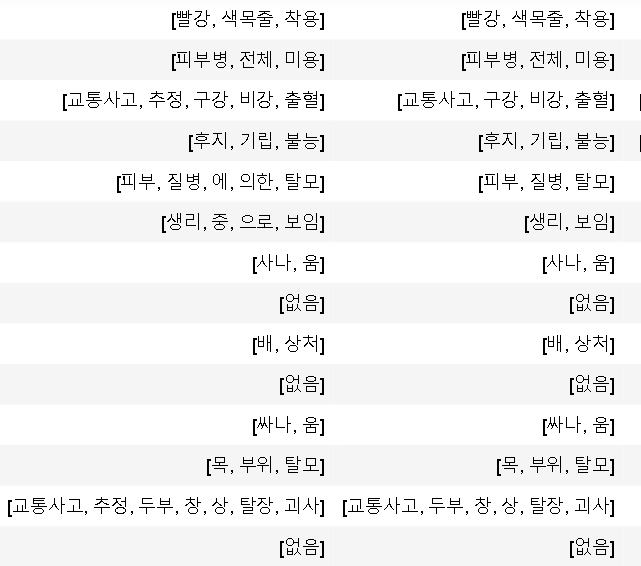 [빨강, 색목줄, 착용] [빨강, 색목줄, 착용]
[피부병, 전체, 미용] [피부병, 전체, 미용]
[교통사고, 추정, 구강, 비강, 출혈] [교통사고, 구강, 비강, 출혈]
[후지, 기립, 불능] [후지, 기립, 불능]
[피부, 질병, 에, 의한, 탈모] [피부, 질병, 탈모]
[생리, 중, 으로, 보임] [생리, 보임]
[사나, 움] [사나, 움]
[없음] [없음]
[배, 상처] [배, 상처]
[없음] [없음]
[싸나, 움] [싸나, 움]
[목, 부위, 탈모] [목, 부위, 탈모]
[교통사고, 추정, 두부, 창, 상, 탈장, 괴사] [교통사고, 두부, 창, 상, 탈장, 괴사]
[없음] [없음]